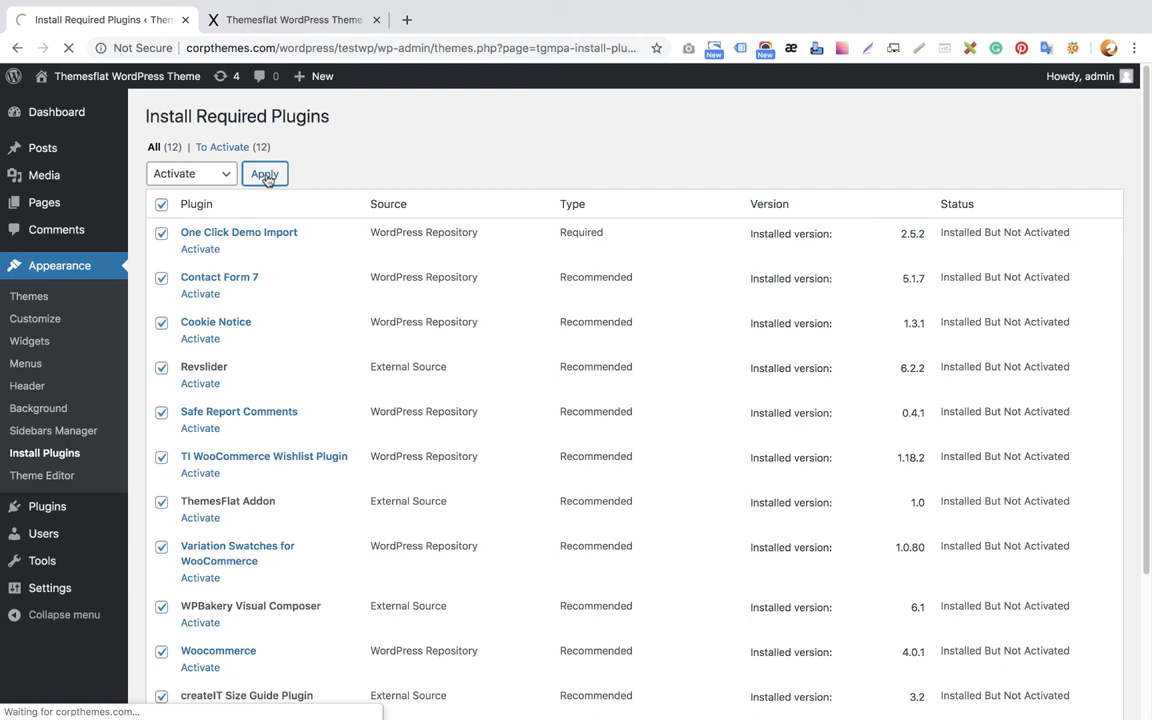 Install Required Plugins ‹ Them
Themesflat WordPress Theme
Not Secure
corpthemes.com/wordpress/testwp/wp-admin/themes.php?page=tgmpa-install-plu...
New
New
Themesflat WordPress Theme
4
0
New
Howdy, admin
Dashboard
Posts
Media
Pages
Comments
Appearance
Themes
Customize
Widgets
Menus
Header
Background
Sidebars Manager
Install Plugins
Theme Editor
Plugins
Users
Tools
Settings
Collapse menu
Install Required Plugins
All (12) | To Activate (12)
Activate
Apply
Plugin Source Type Version Status
One Click Demo Import WordPress Repository Required Installed version: 2.5.2 Installed But Not Activated
Activate
Contact Form 7 WordPress Repository Recommended Installed version: 5.1.7 Installed But Not Activated
Activate
Cookie Notice WordPress Repository Recommended Installed version: 1.3.1 Installed But Not Activated
Activate
Revslider External Source Recommended Installed version: 6.2.2 Installed But Not Activated
Activate
Safe Report Comments WordPress Repository Recommended Installed version: 0.4.1 Installed But Not Activated
Activate
TI WooCommerce Wishlist Plugin WordPress Repository Recommended Installed version: 1.18.2 Installed But Not Activated
Activate
ThemesFlat Addon External Source Recommended Installed version: 1.0 Installed But Not Activated
Activate
Variation Swatches for WordPress Repository Recommended Installed version: 1.0.80 Installed But Not Activated
WooCommerce
Activate
WPBakery Visual Composer External Source Recommended Installed version: 6.1 Installed But Not Activated
Activate
Woocommerce WordPress Repository Recommended Installed version: 4.0.1 Installed But Not Activated
Activate
createIT Size Guide Plugin External Source Recommended Installed version: 3.2 Installed But Not Activated
Waiting for corpthemes.com...